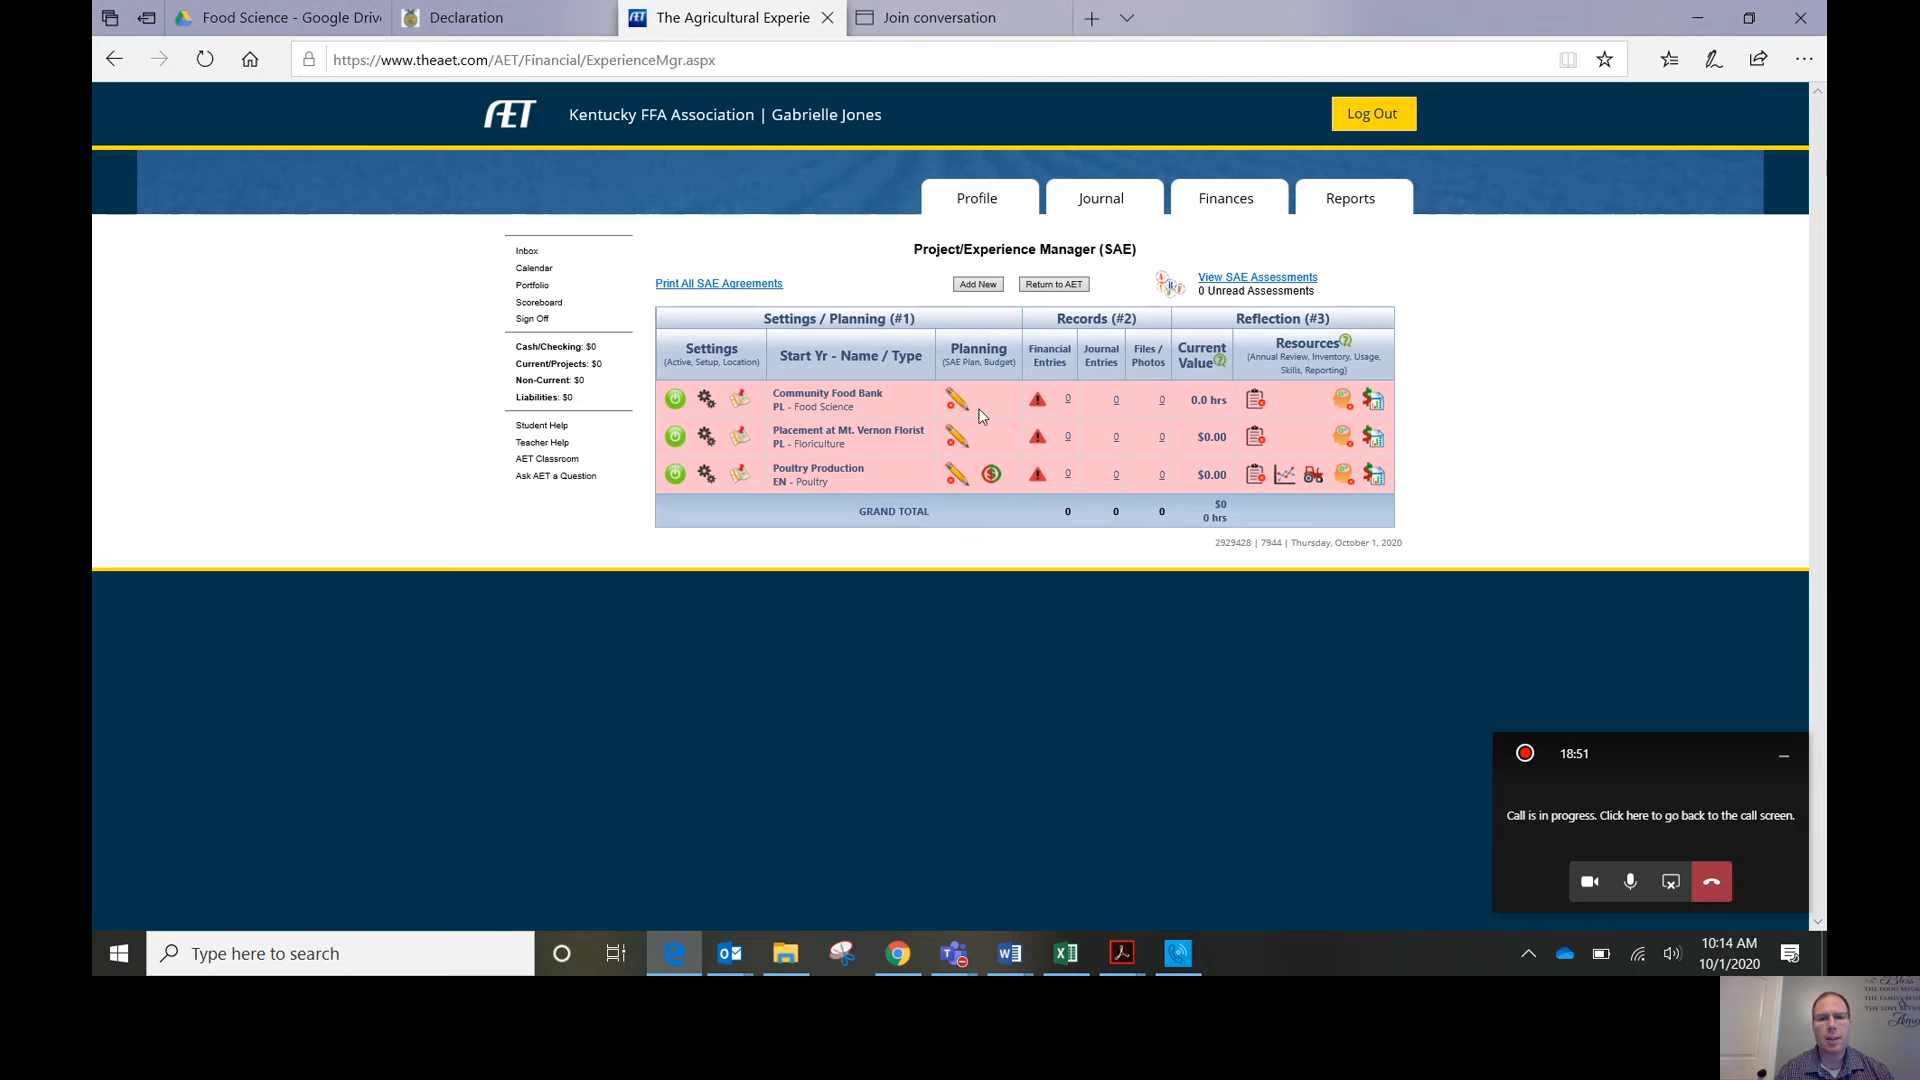 Food Science - Google Driv
Declaration
The Agricultural Experie
Join conversation
https://www.theaet.com/AET/Financial/ExperienceMgr.aspx
AET
Kentucky FFA Association | Gabrielle Jones
Log Out
Profile
Journal
Finances
Reports
Inbox
Calendar
Portfolio
Scoreboard
Sign Off
Cash/Checking: $0
Current/Projects: $0
Non-Current: $0
Liabilities: $0
Student Help
Teacher Help
AET Classroom
Ask AET a Question
Project/Experience Manager (SAE)
Print All SAE Agreements
Add New
Return to AET
View SAE Assessments
0 Unread Assessments
Settings / Planning (#1)
Records (#2)
Reflection (#3)
Settings
(Active, Setup, Location)
Start Yr - Name / Type
Planning
(SAE Plan, Budget)
Financial
Entries
Journal
Entries
Files /
Photos
Current
Value
Resources
(Annual Review, Inventory, Usage,
Skills, Reporting)
Community Food Bank
PL - Food Science
0
0
0
0.0 hrs
Placement at Mt. Vernon Florist
PL - Floriculture
0
0
0
$0.00
Poultry Production
EN - Poultry
0
0
0
$0.00
GRAND TOTAL
0
0
0
$0
0 hrs
2929428 | 7944 | Thursday, October 1, 2020
18:51
Call is in progress. Click here to go back to the call screen.
Type here to search
10:14 AM
10/1/2020
Bless
THE FOOD BEFOR
THE LOVE BETWE
Ame